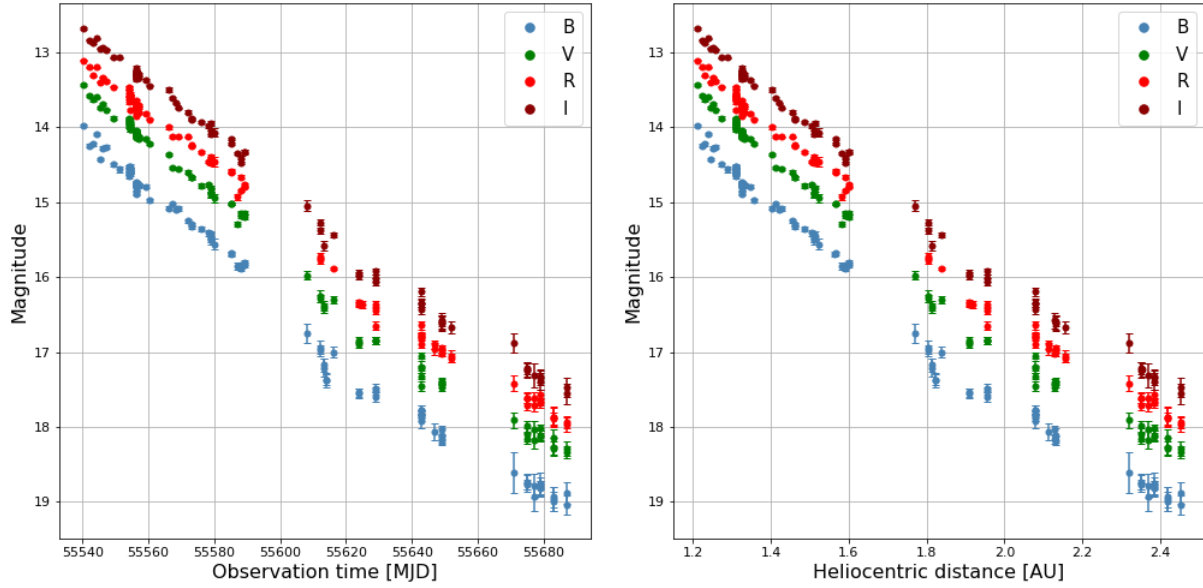 B
V
R
I
13
14
15
16
17
18
19
Magnitude
55540 55560 55580 55600 55620 55640 55660 55680
Observation time [MJD]
B
V
R
I
13
14
15
16
17
18
19
Magnitude
1.2 1.4 1.6 1.8 2.0 2.2 2.4
Heliocentric distance [AU]